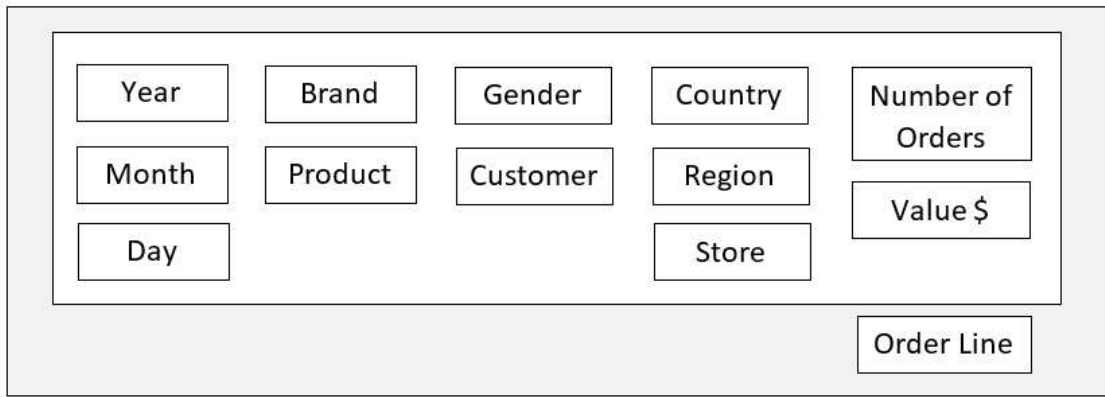 Year
Brand
Gender
Country
Number of
Orders
Month
Product
Customer
Region
Value $
Day
Store
Order Line